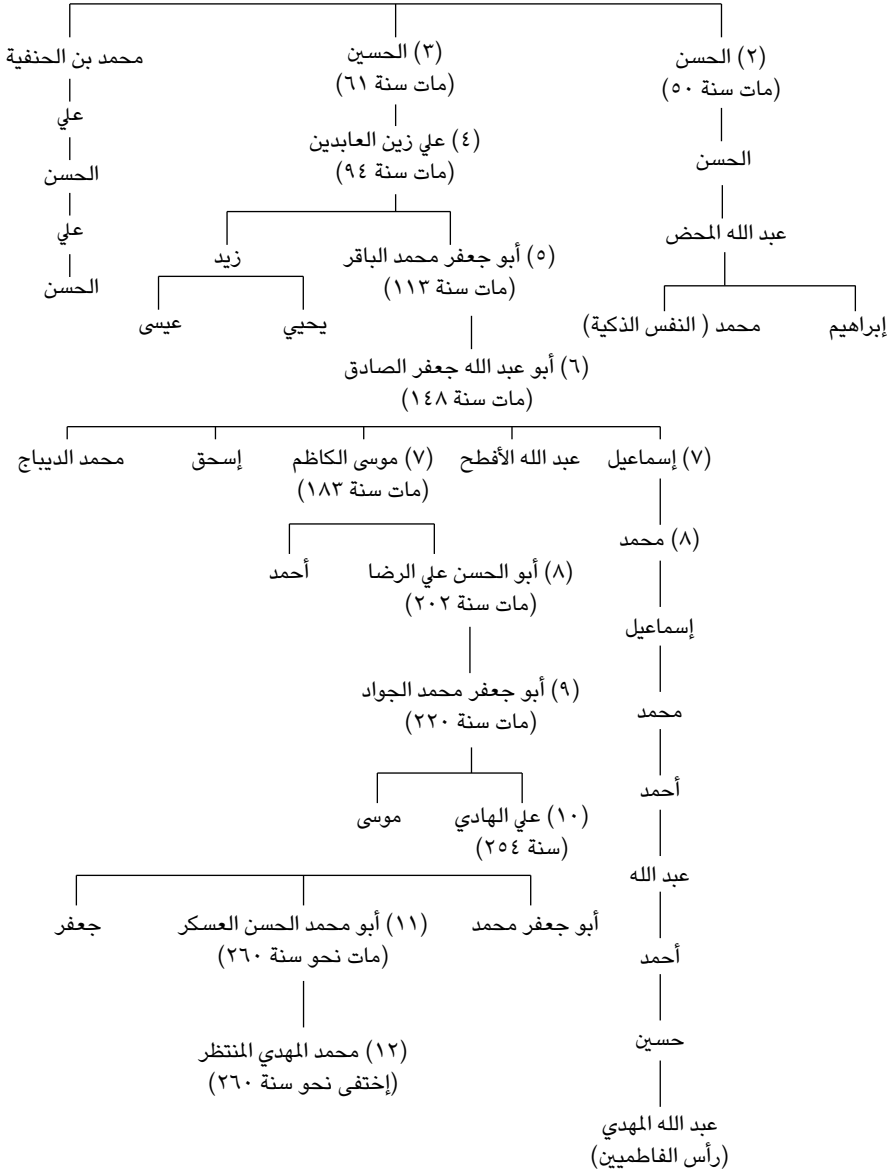 (٢) الحسن
(مات سنة ٥٠)
(٣) الحسين
(مات سنة ٦١)
محمد بن الحنفية
علي
(٤) علي زين العابدين
(مات سنة ٩٤)
الحسن
الحسن
علي
عبد الله المحض
(٥) أبو جعفر محمد الباقر
(مات سنة ١١٣)
زيد
الحسن
إبراهيم
محمد ( النفس الذكية)
يحيي
عيسى
(٦) أبو عبد الله جعفر الصادق
(مات سنة ١٤٨)
(٧) إسماعيل
عبد الله الأفطح
(٧) موسى الكاظم
(مات سنة ١٨٣)
إسحق
محمد الديباج
(٨) محمد
(٨) أبو الحسن علي الرضا
(مات سنة ٢٠٢)
أحمد
إسماعيل
محمد
(٩) أبو جعفر محمد الجواد
(مات سنة ٢٢٠)
أحمد
(١٠) علي الهادي
(سنة ٢٥٤)
موسى
عبد الله
أبو جعفر محمد
(١١) أبو محمد الحسن العسكر
(مات نحو سنة ٢٦٠)
جعفر
أحمد
حسين
(١٢) محمد المهدي المنتظر
(إختفى نحو سنة ٢٦٠)
عبد الله المهدي
(رأس الفاطميين)